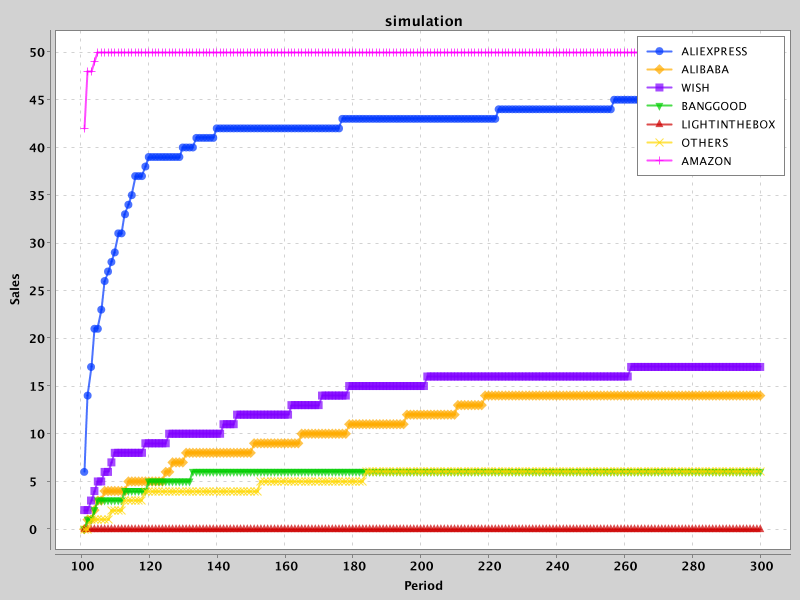 simulation
ALIEXPRESS
ALIBABA
WISH
BANGGOOD
LIGHTINTHEBOX
OTHERS
AMAZON
Sales
50
45
40
35
30
25
20
15
10
5
0
100 120 140 160 180 200 220 240 260 280 300
Period